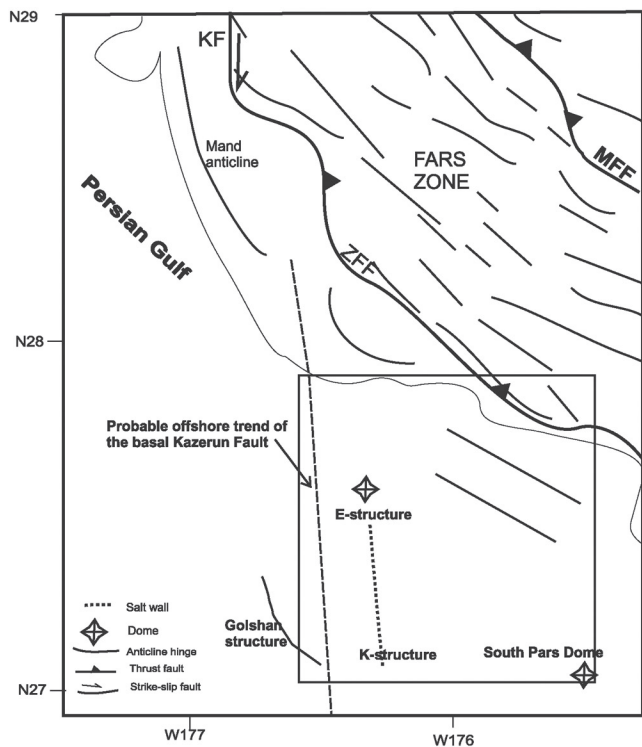 N29
KF
Mand
anticline
FARS
ZONE
MFF
Persian Gulf
ZFF
N28
Probable offshore trend of
the basal Kazerun Fault
E-structure
Golshan
structure
K-structure
South Pars Dome
Salt wall
Dome
Anticline hinge
Thrust fault
Strike-slip fault
N27
W177
W176